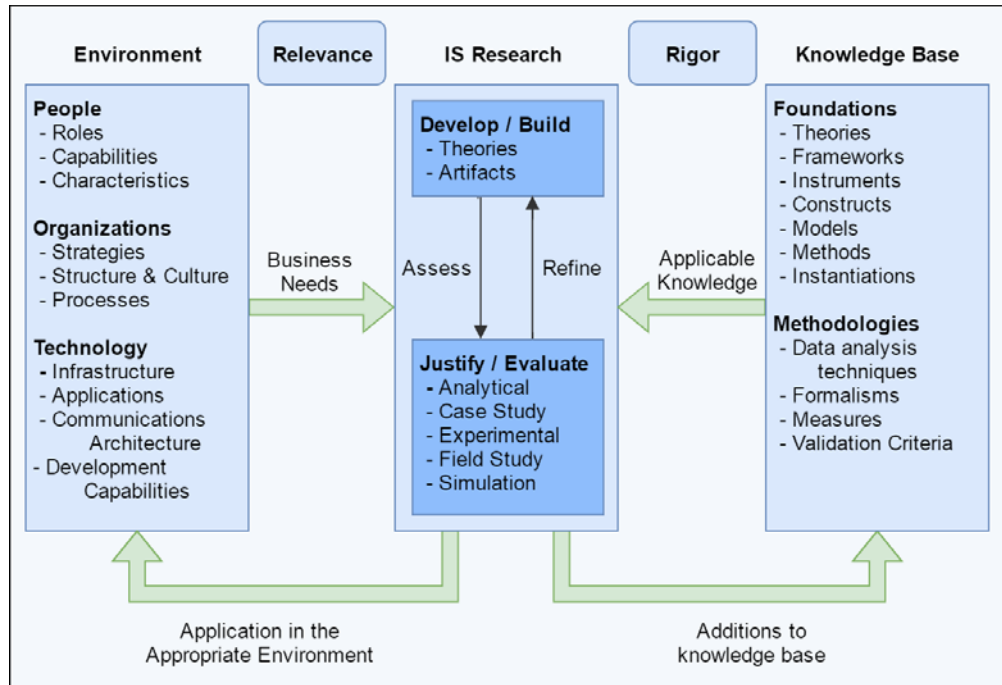 Environment
Relevance
IS Research
Rigor
Knowledge Base
People
- Roles
- Capabilities
- Characteristics
Organizations
- Strategies
- Structure & Culture
- Processes
Technology
- Infrastructure
- Applications
- Communications
Architecture
- Development
Capabilities
Business
Needs
Develop / Build
- Theories
- Artifacts
Assess
Refine
Justify / Evaluate
- Analytical
- Case Study
- Experimental
- Field Study
- Simulation
Applicable
Knowledge
Foundations
- Theories
- Frameworks
- Instruments
- Constructs
- Models
- Methods
- Instantiations
Methodologies
- Data analysis
techniques
- Formalisms
- Measures
- Validation Criteria
Application in the
Appropriate Environment
Additions to
knowledge base